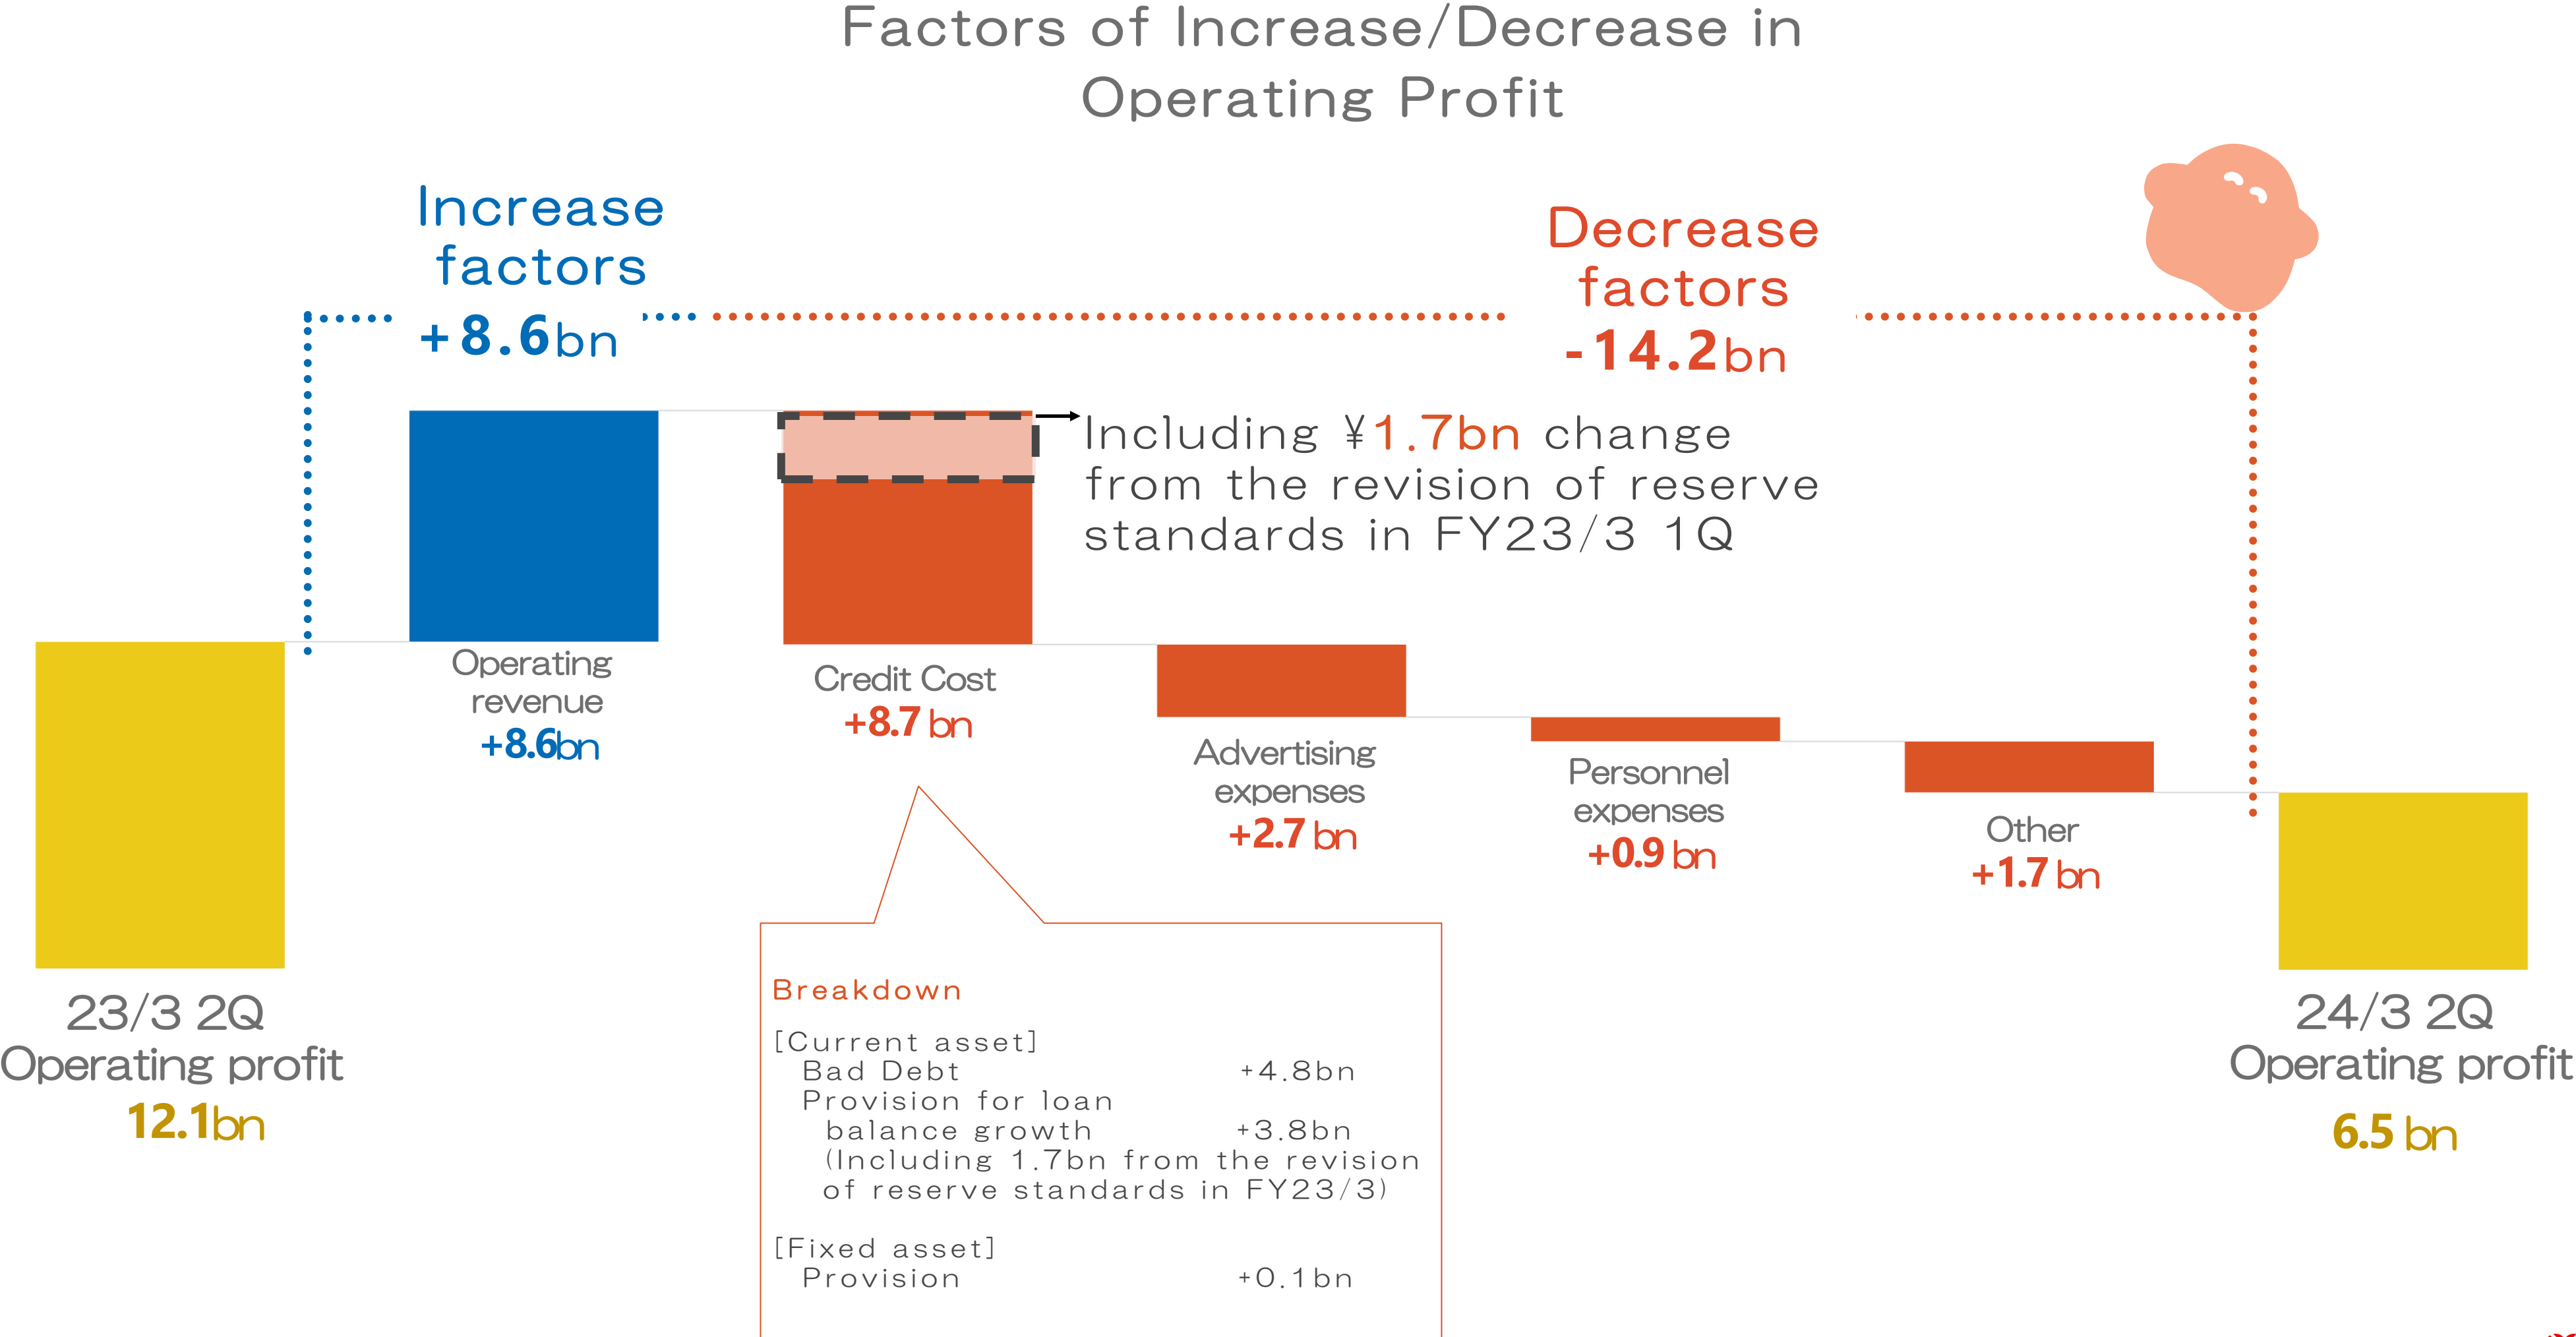 Factors of Increase/Decrease in
Operating Profit
Increase
factors
+8.6bn
Decrease
factors
-14.2bn
Including ¥1.7bn change
from the revision of reserve
standards in FY23/3 1Q
Operating
revenue
+8.6bn
Credit Cost
+8.7 bn
Advertising
expenses
+2.7 bn
Personnel
expenses
+0.9 bn
Other
+1.7 bn
23/3 2Q
Operating profit
12.1bn
24/3 2Q
Operating profit
6.5 bn
Breakdown
[Current asset]
Bad Debt +4.8bn
Provision for loan
balance growth +3.8bn
(Including 1.7bn from the revision
of reserve standards in FY23/3)
[Fixed asset]
Provision +0.1bn